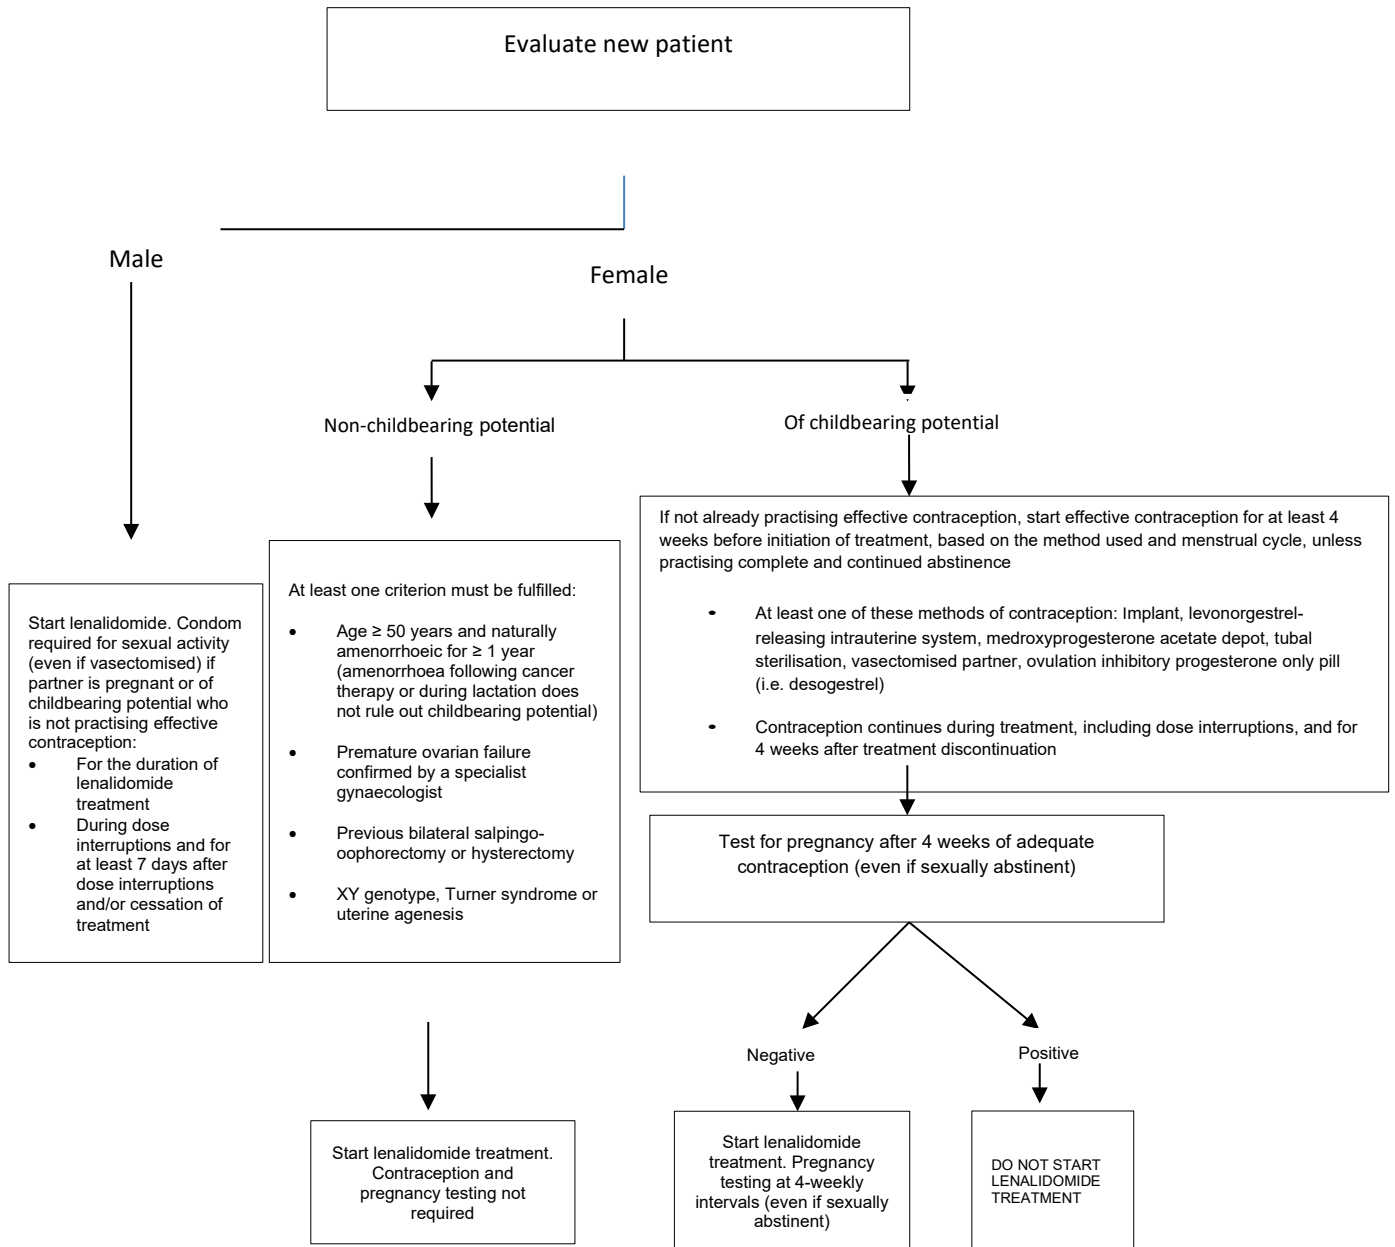 Evaluate new patient
Male
Female
Non-childbearing potential
Of childbearing potential
Start lenalidomide. Condom
required for sexual activity
(even if vasectomised) if
partner is pregnant or of
childbearing potential who
is not practising effective
contraception:
• For the duration of
lenalidomide
treatment
• During dose
interruptions and for
at least 7 days after
dose interruptions
and/or cessation of
treatment
At least one criterion must be fulfilled:
• Age ≥ 50 years and naturally
amenorrhoeic for ≥ 1 year
(amenorrhoea following cancer
therapy or during lactation does
not rule out childbearing potential)
• Premature ovarian failure
confirmed by a specialist
gynaecologist
• Previous bilateral salpingo-
oophorectomy or hysterectomy
• XY genotype, Turner syndrome or
uterine agenesis
If not already practising effective contraception, start effective contraception for at least 4
weeks before initiation of treatment, based on the method used and menstrual cycle, unless
practising complete and continued abstinence
• At least one of these methods of contraception: Implant, levonorgestrel-
releasing intrauterine system, medroxyprogesterone acetate depot, tubal
sterilisation, vasectomised partner, ovulation inhibitory progesterone only pill
(i.e. desogestrel)
• Contraception continues during treatment, including dose interruptions, and for
4 weeks after treatment discontinuation
Test for pregnancy after 4 weeks of adequate
contraception (even if sexually abstinent)
Negative
Positive
Start lenalidomide treatment.
Contraception and
pregnancy testing not
required
Start lenalidomide
treatment. Pregnancy
testing at 4-weekly
intervals (even if sexually
abstinent)
DO NOT START
LENALIDOMIDE
TREATMENT